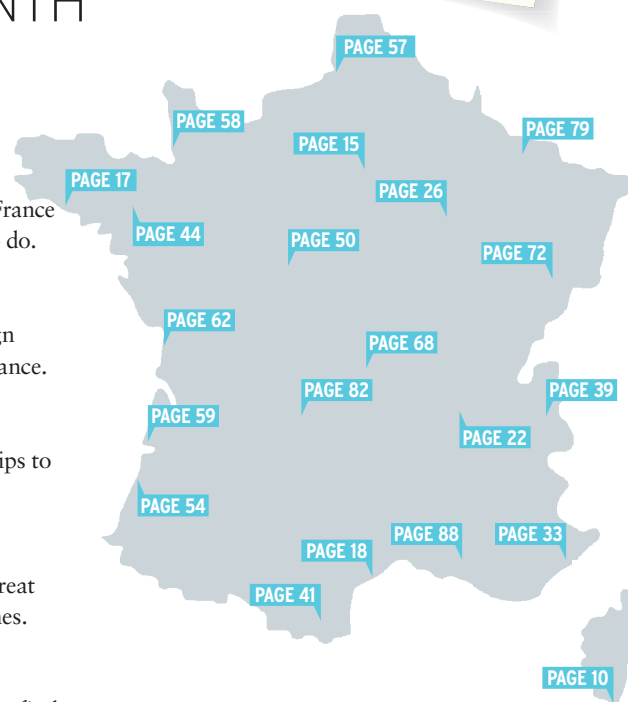 NTH
PAGE 57
PAGE 58
PAGE 79
PAGE 15
PAGE 17
PAGE 26
France
PAGE 44
do.
PAGE 50
PAGE 72
PAGE 62
gn
PAGE 68
ance.
PAGE 82
PAGE 39
PAGE 59
PAGE 22
ips to
PAGE 54
PAGE 88
PAGE 33
PAGE 18
reat
PAGE 41
nes.
PAGE 10